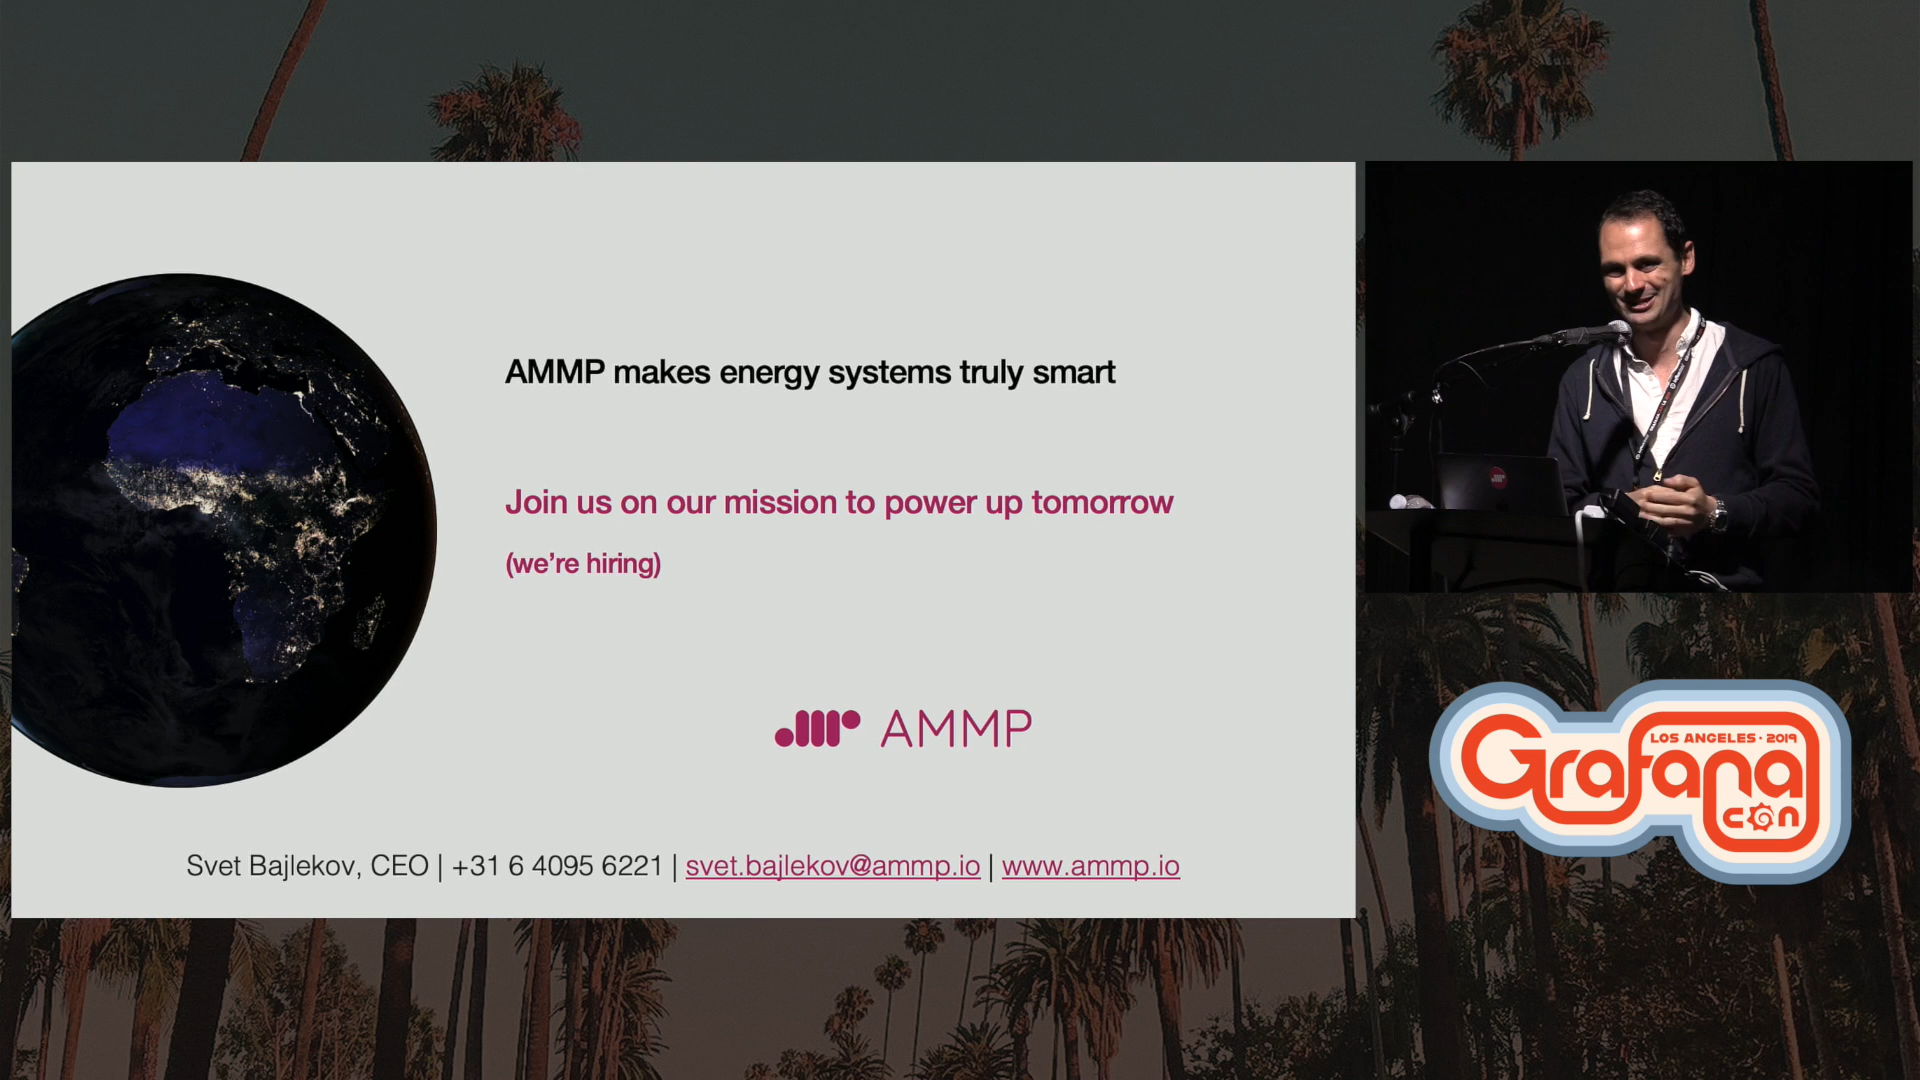 AMMP makes energy systems truly smart
Join us on our mission to power up tomorrow
(we're hiring)
AMMP
Svet Bajlekov, CEO | +31 6 4095 6221 | svet.bajlekov@ammp.io | www.ammp.io
LOS ANGELES · 2019
Grafana
con